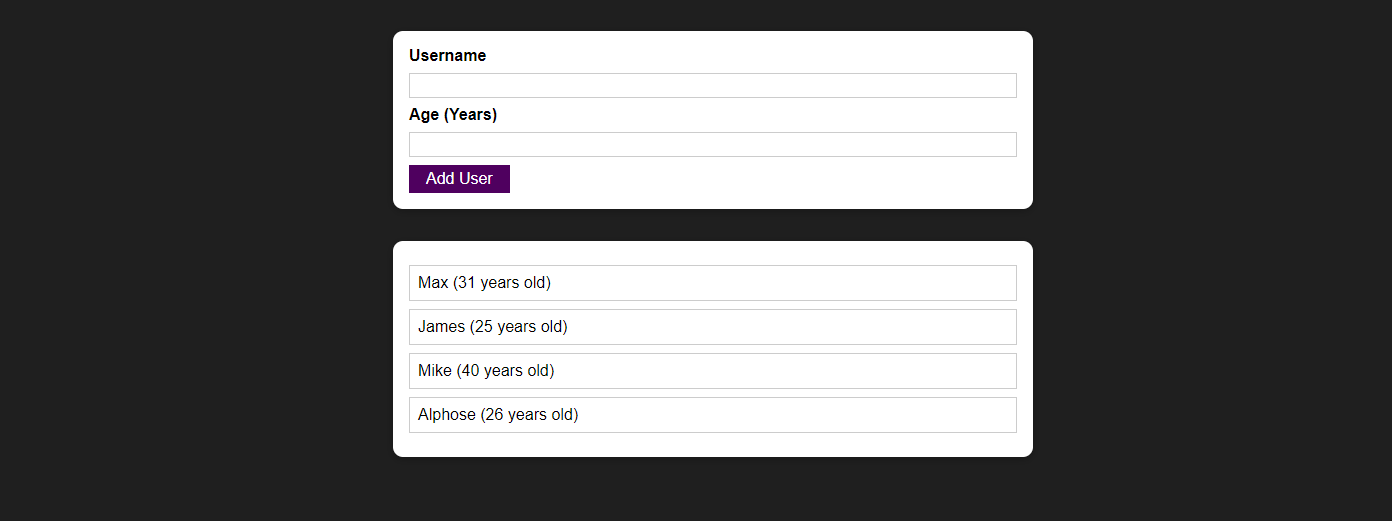 Username
Age (Years)
Add User
Max (31 years old)
James (25 years old)
Mike (40 years old)
Alphose (26 years old)